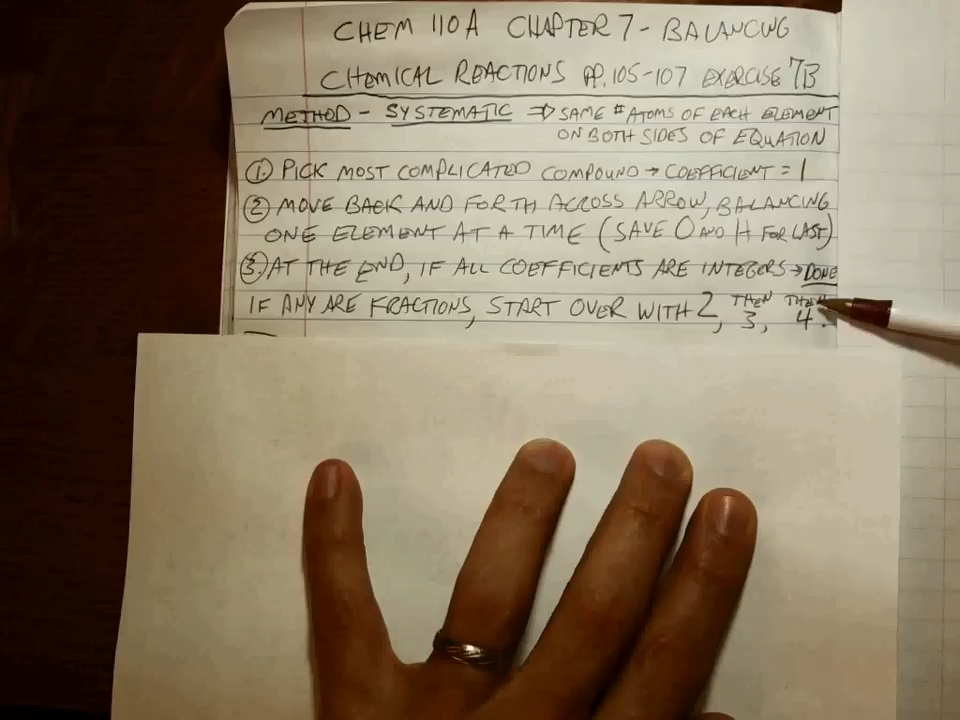 CHEM 110A CHAPTER 7 - BALANCING
CHEMICAL REACTIONS PP. 105-107 EXERCISE 7B
METHOD - SYSTEMATIC ⇒ SAME # ATOMS OF EACH ELEMENT
ON BOTH SIDES OF EQUATION
① PICK MOST COMPLICATED COMPOUND → COEFFICIENT = 1
② MOVE BACK AND FORTH ACROSS ARROW, BALANCING
ONE ELEMENT AT A TIME (SAVE O AND H FOR LAST)
③ AT THE END, IF ALL COEFFICIENTS ARE INTEGERS → DONE
IF ANY ARE FRACTIONS, START OVER WITH 2, THEN 3, THEN 4.